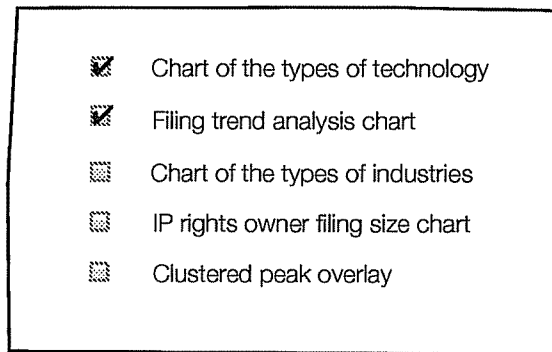 Chart of the types of technology
Filing trend analysis chart
Chart of the types of industries
IP rights owner filing size chart
Clustered peak overlay